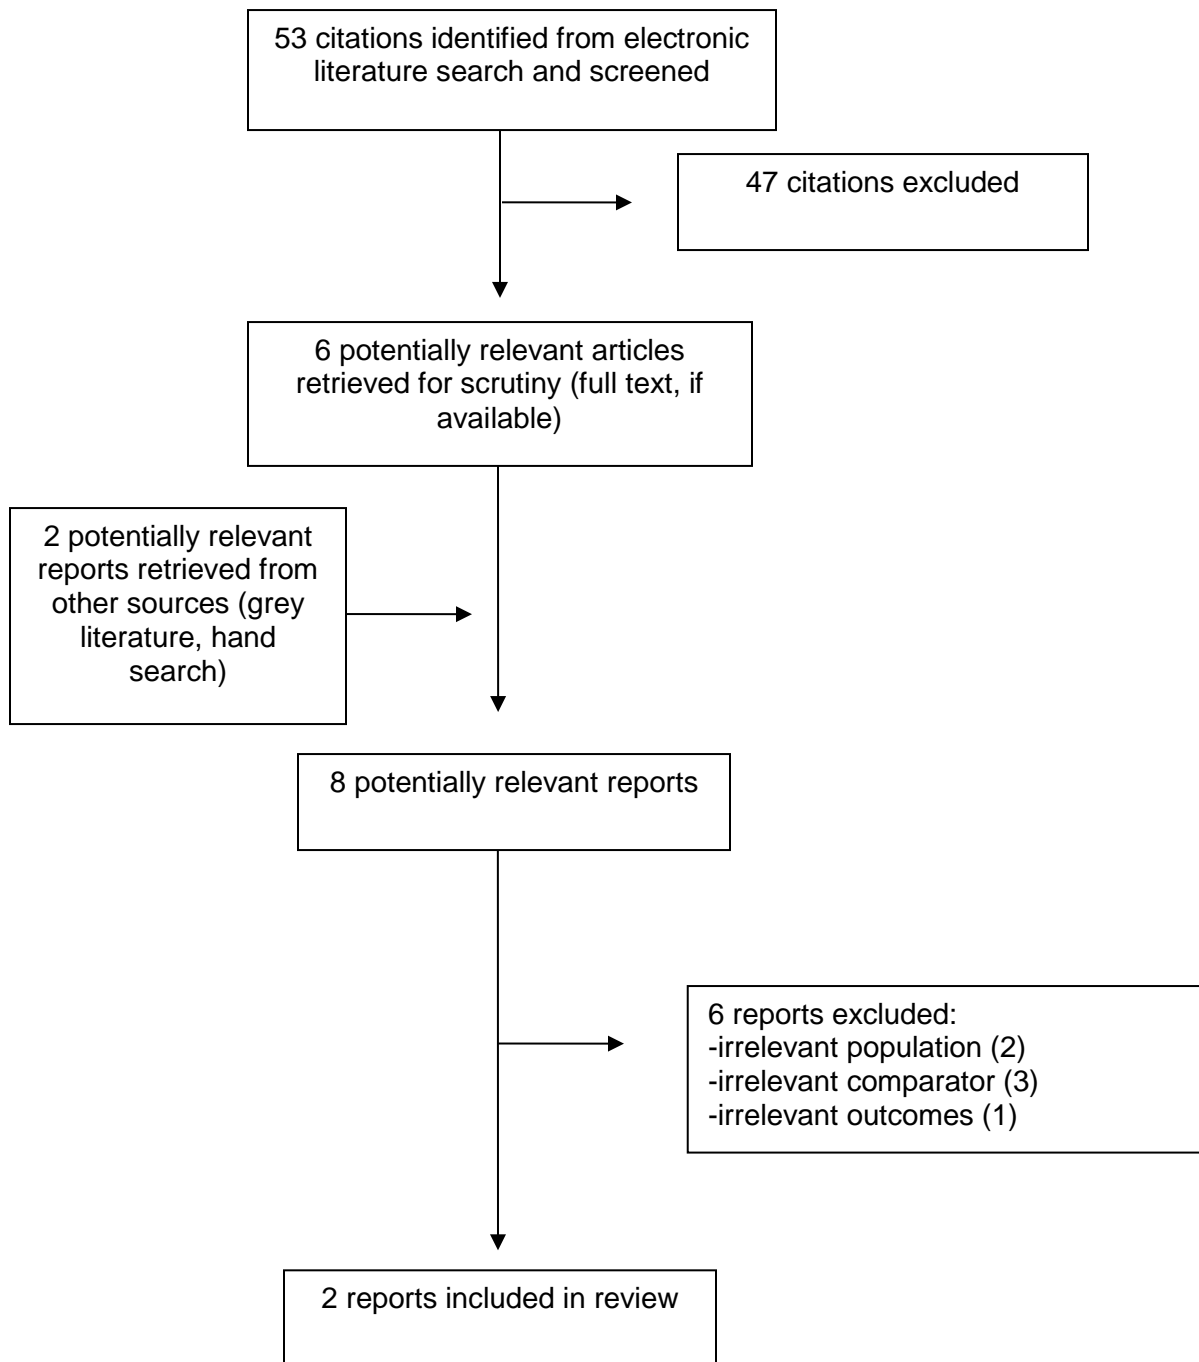 53 citations identified from electronic
literature search and screened
47 citations excluded
6 potentially relevant articles
retrieved for scrutiny (full text, if
available)
2 potentially relevant
reports retrieved from
other sources (grey
literature, hand
search)
8 potentially relevant reports
6 reports excluded:
-irrelevant population (2)
-irrelevant comparator (3)
-irrelevant outcomes (1)
2 reports included in review